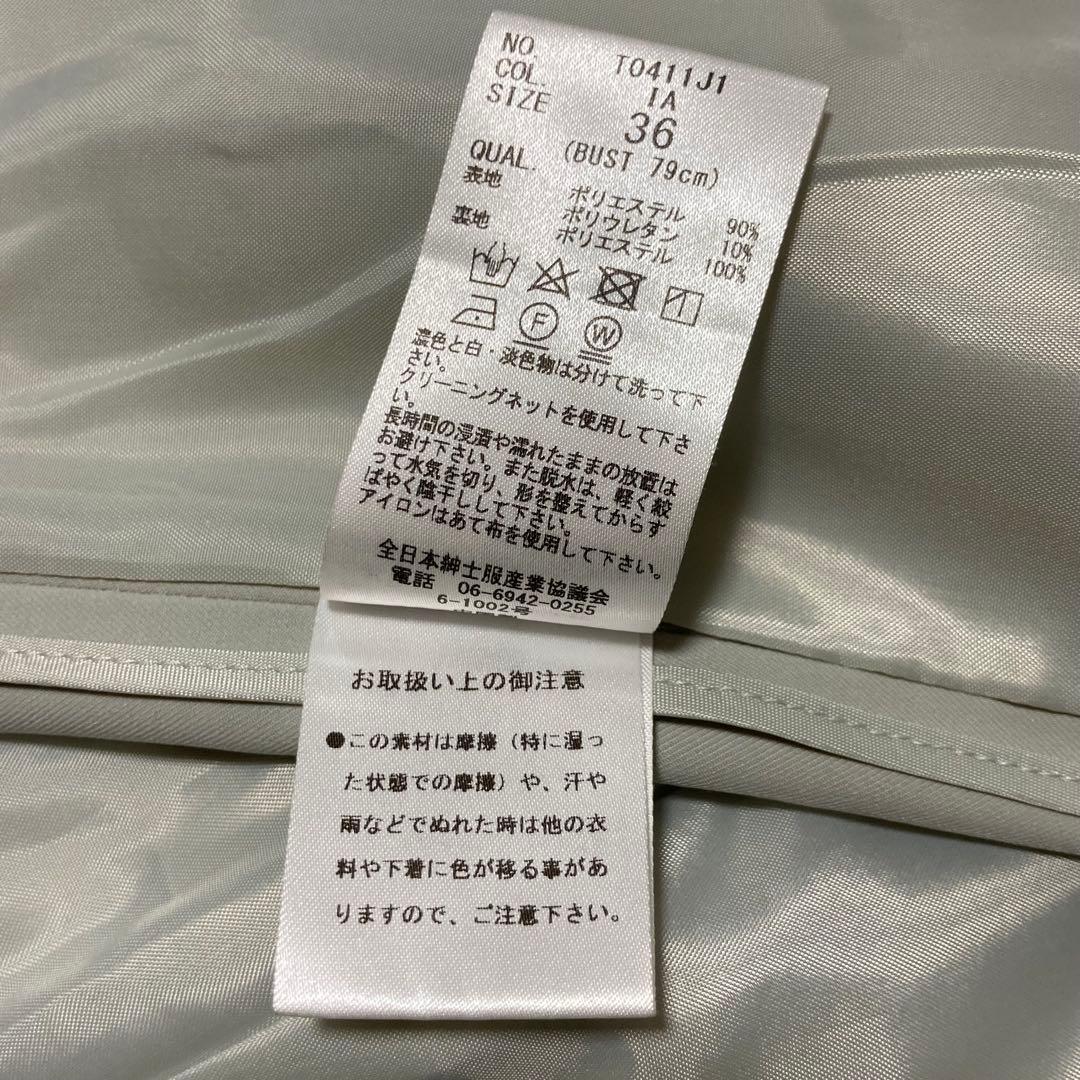 NO. T0411J1
COL. IA
SIZE 36
(BUST 79cm)
QUAL.
表地 ポリエステル 90%
ポリウレタン 10%
裏地 ポリエステル 100%
F W
濃色と白・淡色物は分けて洗って下
さい。
クリーニングネットを使用して下さ
い。
長時間の浸漬や濡れたままの放置は
お避け下さい。また脱水は、軽く絞
って水気を切り、形を整えてからす
ばやく陰干しして下さい。
アイロンはあて布を使用して下さい。
全日本紳士服産業協議会
電話 06-6942-0255
6-1002号
お取扱い上の御注意
●この素材は摩擦（特に湿っ
た状態での摩擦）や、汗や
雨などでぬれた時は他の衣
料や下着に色が移る事があ
りますので、ご注意下さい。